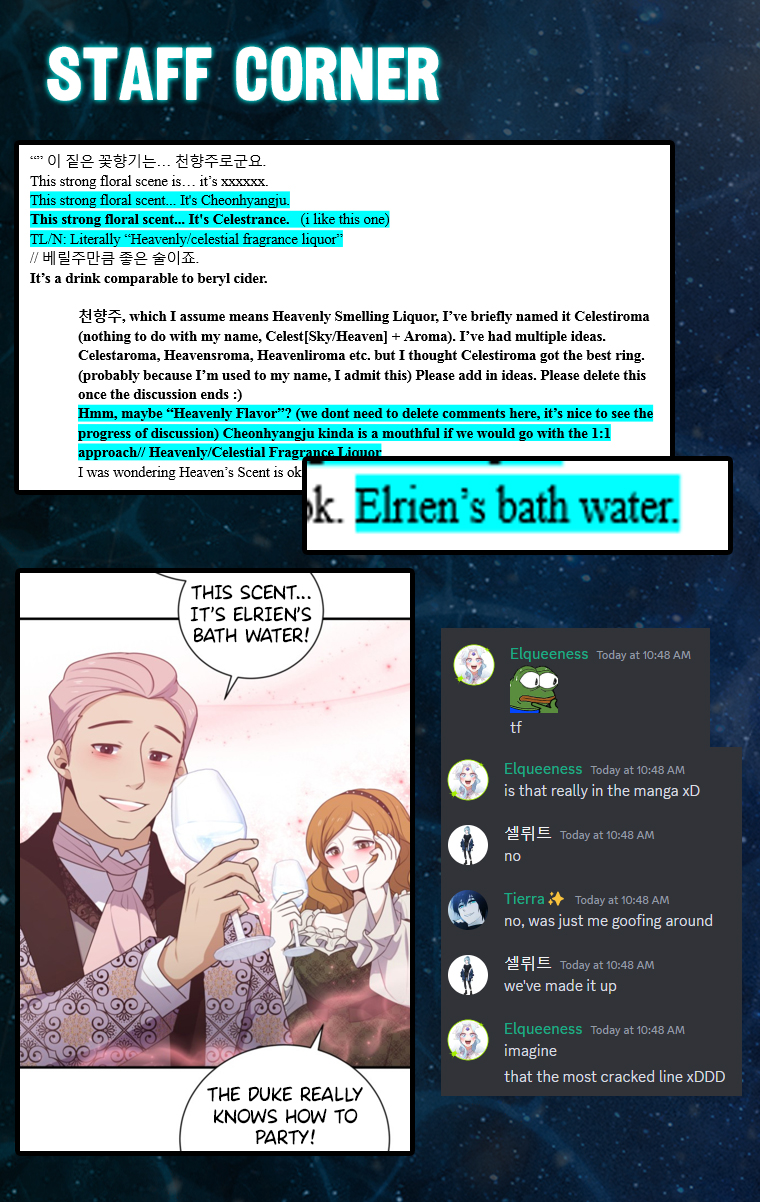 STAFF CORNER
“” 이 짙은 꽃향기는… 천향주로군요.
This strong floral scene is… it’s xxxxxx.
This strong floral scent... It's Cheonhyangju.
This strong floral scent... It's Celestrance. (i like this one)
TL/N: Literally “Heavenly/celestial fragrance liquor”
// 베릴주만큼 좋은 술이죠.
It’s a drink comparable to beryl cider.
천향주, which I assume means Heavenly Smelling Liquor, I’ve briefly named it Celestiroma
(nothing to do with my name, Celest[Sky/Heaven] + Aroma). I’ve had multiple ideas.
Celestaroma, Heavensroma, Heavenliroma etc. but I thought Celestiroma got the best ring.
(probably because I’m used to my name, I admit this) Please add in ideas. Please delete this
once the discussion ends :)
Hmm, maybe “Heavenly Flavor”? (we dont need to delete comments here, it’s nice to see the
progress of discussion) Cheonhyangju kinda is a mouthful if we would go with the 1:1
approach// Heavenly/Celestial Fragrance Liquor
I was wondering Heaven’s Scent is ok
ok. Elrien’s bath water.
THIS SCENT...
IT'S ELRIEN'S
BATH WATER!
THE DUKE REALLY
KNOWS HOW TO
PARTY!
Elqueeness Today at 10:48 AM
tf
Elqueeness Today at 10:48 AM
is that really in the manga xD
셀뤼트 Today at 10:48 AM
no
Tierra✨ Today at 10:48 AM
no, was just me goofing around
셀뤼트 Today at 10:48 AM
we've made it up
Elqueeness Today at 10:48 AM
imagine
that the most cracked line xDDD